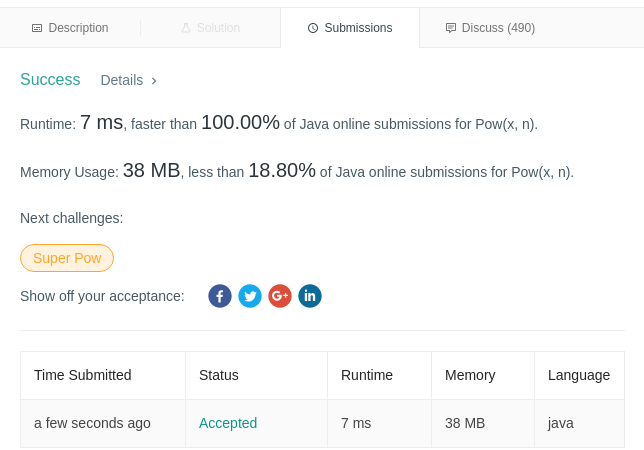 Description Solution Submissions Discuss (490)
Success Details >
Runtime: 7 ms, faster than 100.00% of Java online submissions for Pow(x, n).
Memory Usage: 38 MB, less than 18.80% of Java online submissions for Pow(x, n).
Next challenges:
Super Pow
Show off your acceptance: f G+ in
Time Submitted Status Runtime Memory Language
a few seconds ago Accepted 7 ms 38 MB java